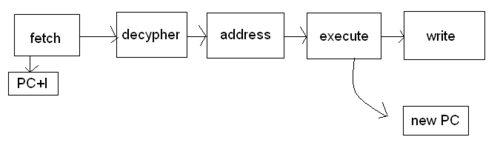 fetch
decypher
address
execute
write
PC+I
new PC